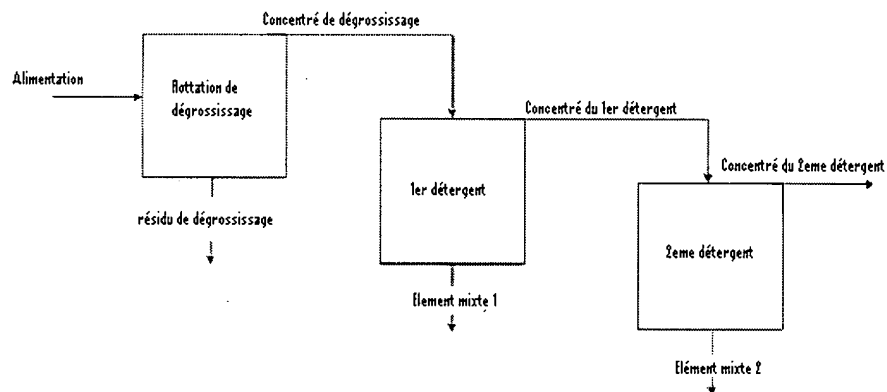 Concentré de dégrossissage
Alimentation
flottation de
dégrossissage
Concentré du 1er détergent
Concentré du 2eme détergent
1er détergent
résidu de dégrossissage
2eme détergent
Element mixte 1
Elément mixte 2